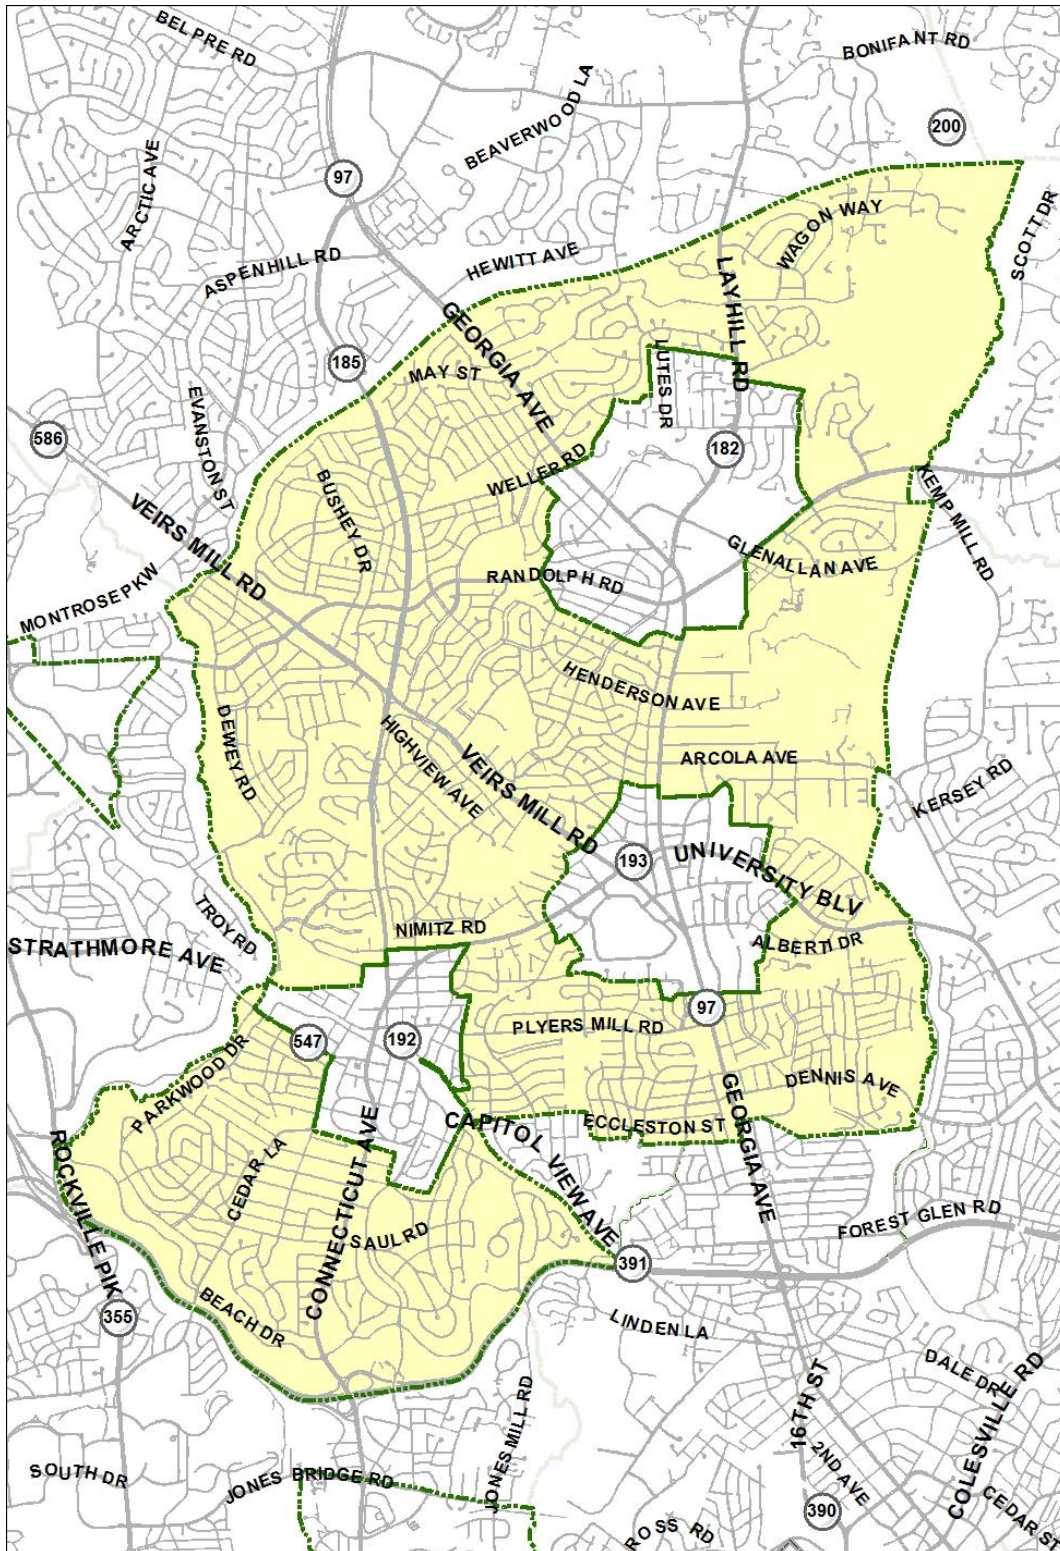 BELPRE RD
BONIFANT RD
BEAVERWOOD LA
200
ARCTIC AVE
97
SCOTT DR
WAGON WAY
ASPENHILL RD
HEWITT AVE
LAYHILL RD
GEORGIA AVE
185
MAY ST
LUTES DR
586
EVANSTON ST
182
WELLER RD
BUSHEY DR
KEMP MILL RD
VEIRS MILL RD
GLENALLAN AVE
RANDOLPH RD
MONTROSE PKW
HENDERSON AVE
DEWEY RD
HIGHVIEW AVE
VEIRS MILL RD
ARCOLA AVE
KERSEY RD
193
UNIVERSITY BLV
TROY RD
NIMITZ RD
STRATHMORE AVE
ALBERTI DR
97
PLYERS MILL RD
547
192
PARKWOOD DR
DENNIS AVE
GEORGIA AVE
CAPITOL VIEW AVE
ECCLESTON ST
ROCKVILLE PIK
CEDAR LA
CONNECTICUT AVE
SAUL RD
FOREST GLEN RD
391
BEACH DR
355
LINDEN LA
DALE DR
16TH ST
COLESVILLE RD
JONES MILL RD
2ND AVE
SOUTH DR
JONES BRIDGE RD
CEDAR ST
390
ROSS RD